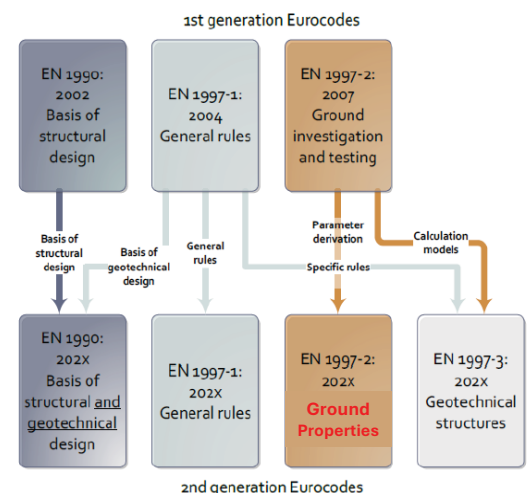 1st generation Eurocodes
EN 1990:
2002
Basis of
structural
design
EN 1997-1:
2004
General rules
EN 1997-2:
2007
Ground
investigation
and testing
Basis of
structural
design
Basis of
geotechnical
design
General
rules
Parameter
derivation
Specific rules
Calculation
models
EN 1990:
202x
Basis of
structural and
geotechnical
design
EN 1997-1:
202x
General rules
EN 1997-2:
202x
Ground
Properties
EN 1997-3:
202x
Geotechnical
structures
2nd generation Eurocodes